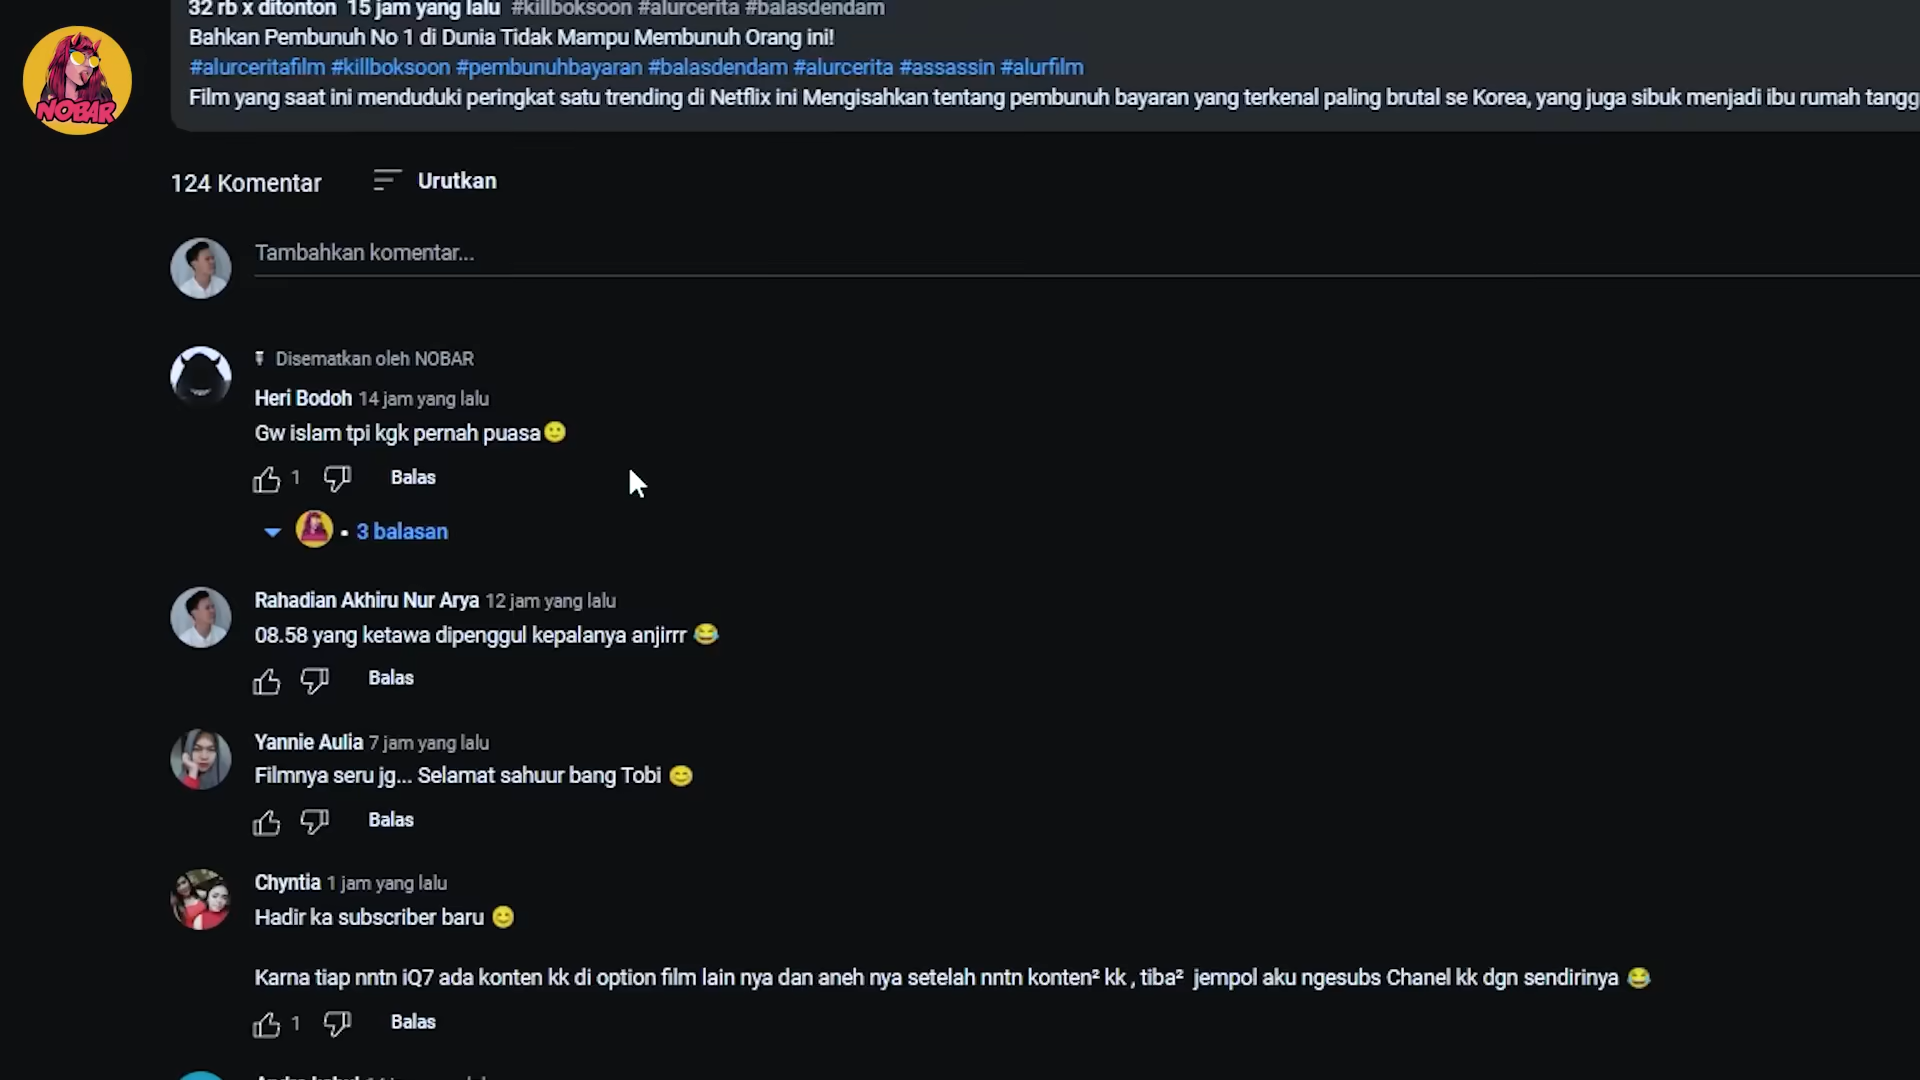 32 rb x ditonton 15 jam yang lalu #killboksoon #alurcerita #balasdendam
Bahkan Pembunuh No 1 di Dunia Tidak Mampu Membunuh Orang ini!
#alurceritafilm #killboksoon #pembunuhbayaran #balasdendam #alurcerita #assassin #alurfilm
Film yang saat ini menduduki peringkat satu trending di Netflix ini Mengisahkan tentang pembunuh bayaran yang terkenal paling brutal se Korea, yang juga sibuk menjadi ibu rumah
NOBAR
124 Komentar
Urutkan
Tambahkan komentar...
Disematkan oleh NOBAR
Heri Bodoh 14 jam yang lalu
Gw islam tpi kgk pernah puasa🙂
1 Balas
• 3 balasan
Rahadian Akhiru Nur Arya 12 jam yang lalu
08.58 yang ketawa dipenggul kepalanya anjirrr 😂
Balas
Yannie Aulia 7 jam yang lalu
Filmnya seru jg... Selamat sahuur bang Tobi 😊
Balas
Chyntia 1 jam yang lalu
Hadir ka subscriber baru 😊
Karna tiap nntn iQ7 ada konten kk di option film lain nya dan aneh nya setelah nntn konten² kk , tiba² jempol aku ngesubs Chanel kk dgn sendirinya 😂
1 Balas